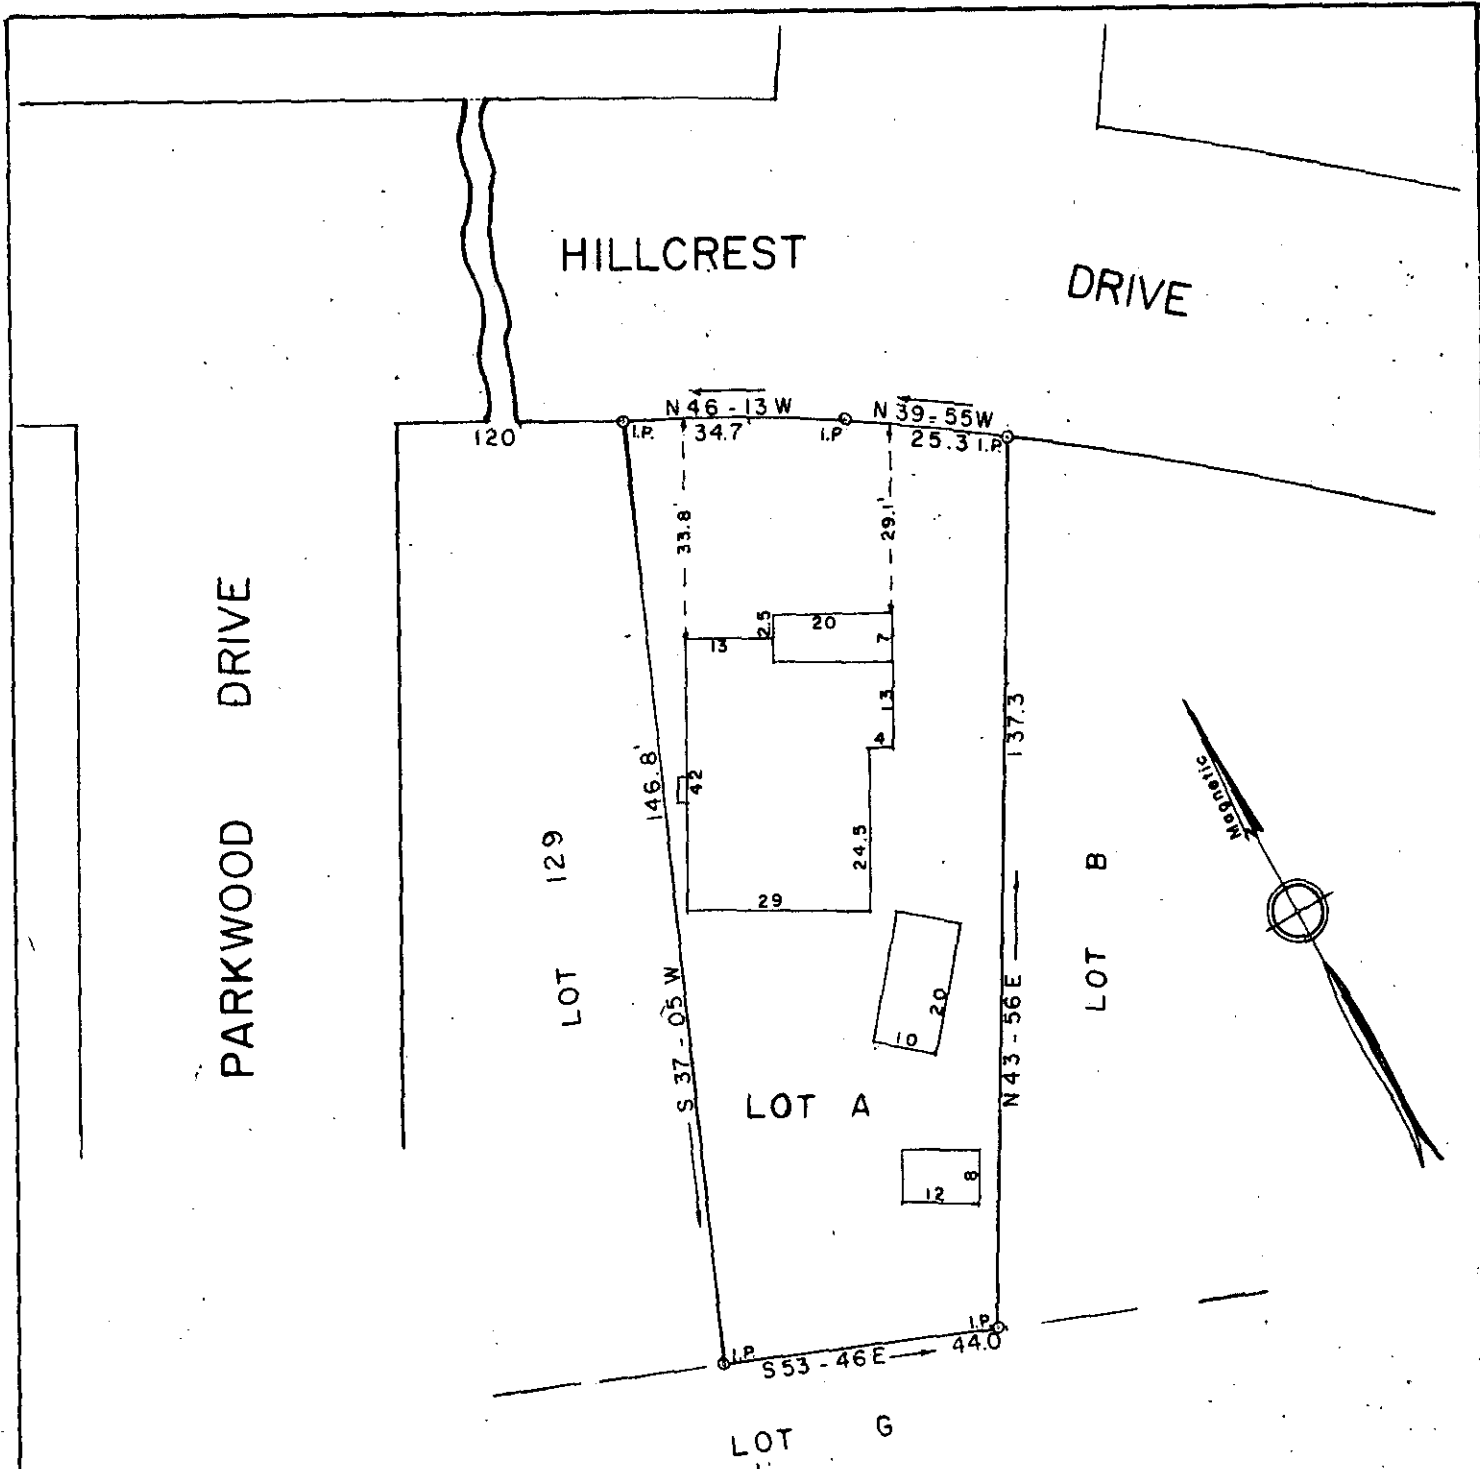 HILLCREST DRIVE
N 46 - 13 W
N 39 - 55 W
120
I.P.
34.7'
I.P.
25.3
I.P.
33.8'
29.1'
PARKWOOD DRIVE
2.5
20
13
7
13
4
137.3'
146.8'
42
24.5
Magnetic
LOT 129
29
LOT B
S 37 - 05 W
20
10
N 43 - 56 E
LOT A
8
12
I.P.
I.P.
S 53 - 46 E
44.0
LOT G